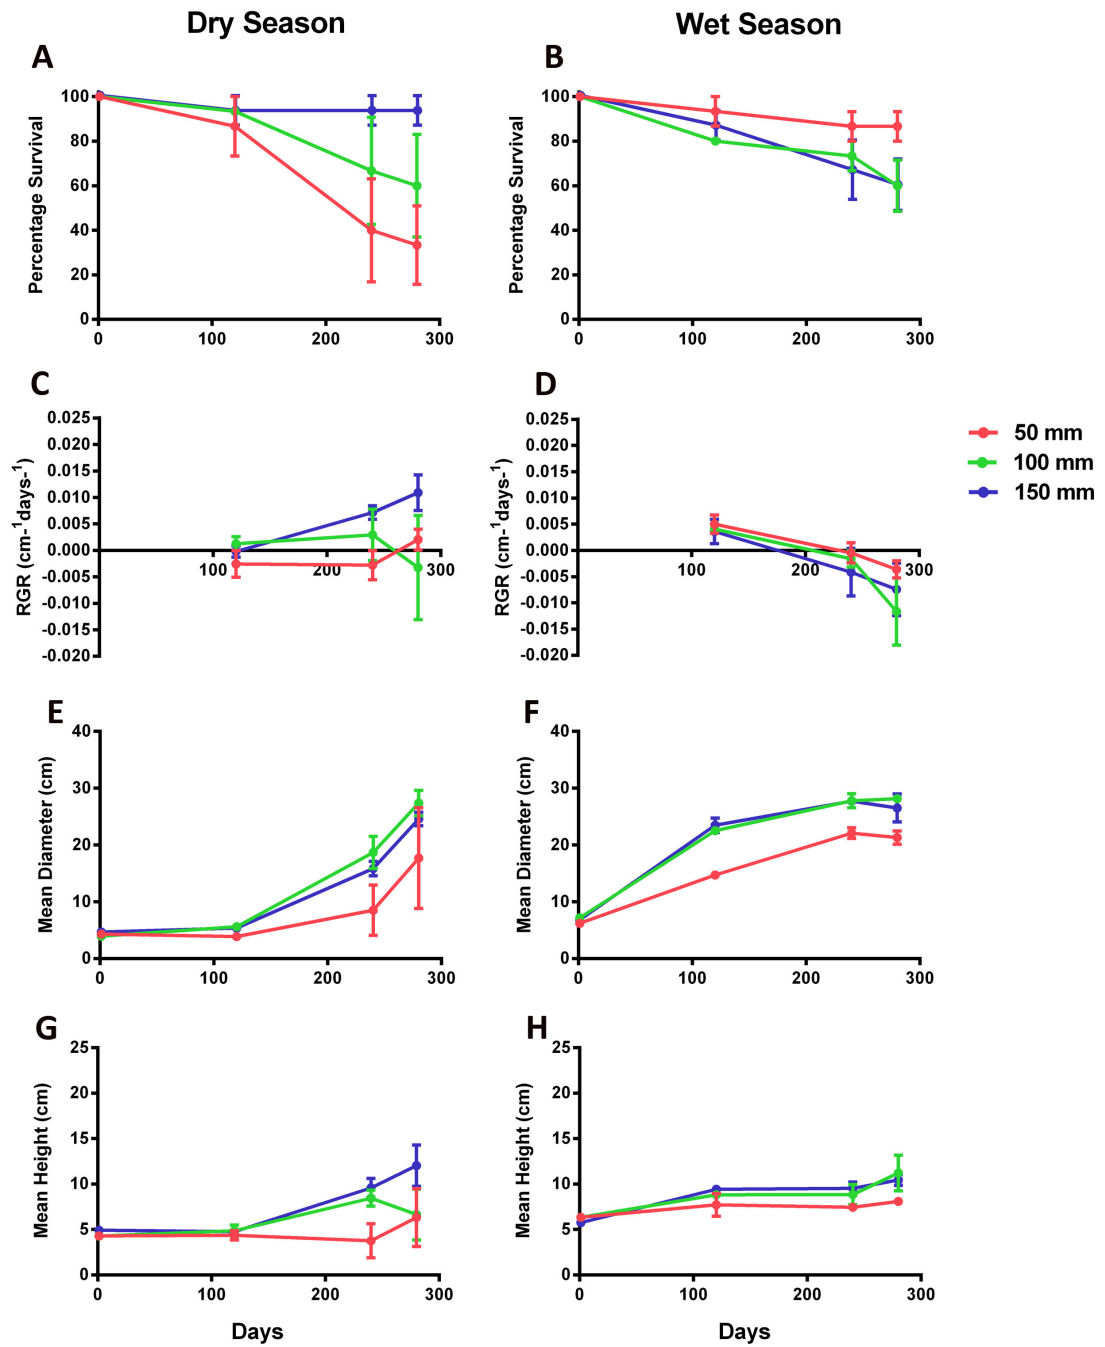 Dry Season
Wet Season
A
B
Percentage Survival
100
80
60
40
20
0
0 100 200 300
Percentage Survival
100
80
60
40
20
0
0 100 200 300
C
D
RGR (cm-1days-1)
0.025
0.020
0.015
0.010
0.005
0.000
-0.005
-0.010
-0.015
-0.020
100 200 300
RGR (cm-1days-1)
0.025
0.020
0.015
0.010
0.005
0.000
-0.005
-0.010
-0.015
-0.020
100 200 300
50 mm
100 mm
150 mm
E
F
Mean Diameter (cm)
40
30
20
10
0
0 100 200 300
Mean Diameter (cm)
40
30
20
10
0
0 100 200 300
G
H
Mean Height (cm)
25
20
15
10
5
0
0 100 200 300
Days
Mean Height (cm)
25
20
15
10
5
0
0 100 200 300
Days